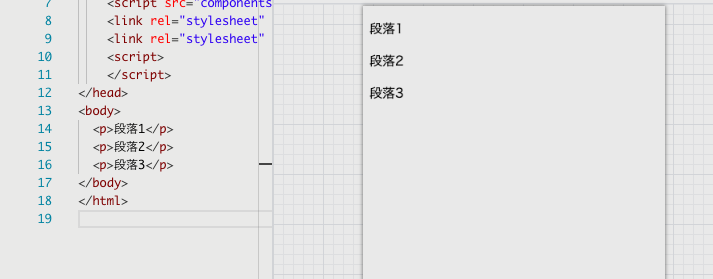 7 <script src="components
8 <link rel="stylesheet"
9 <link rel="stylesheet"
10 <script>
11 </script>
12 </head>
13 <body>
14 <p>段落1</p>
15 <p>段落2</p>
16 <p>段落3</p>
17 </body>
18 </html>
19
段落1
段落2
段落3